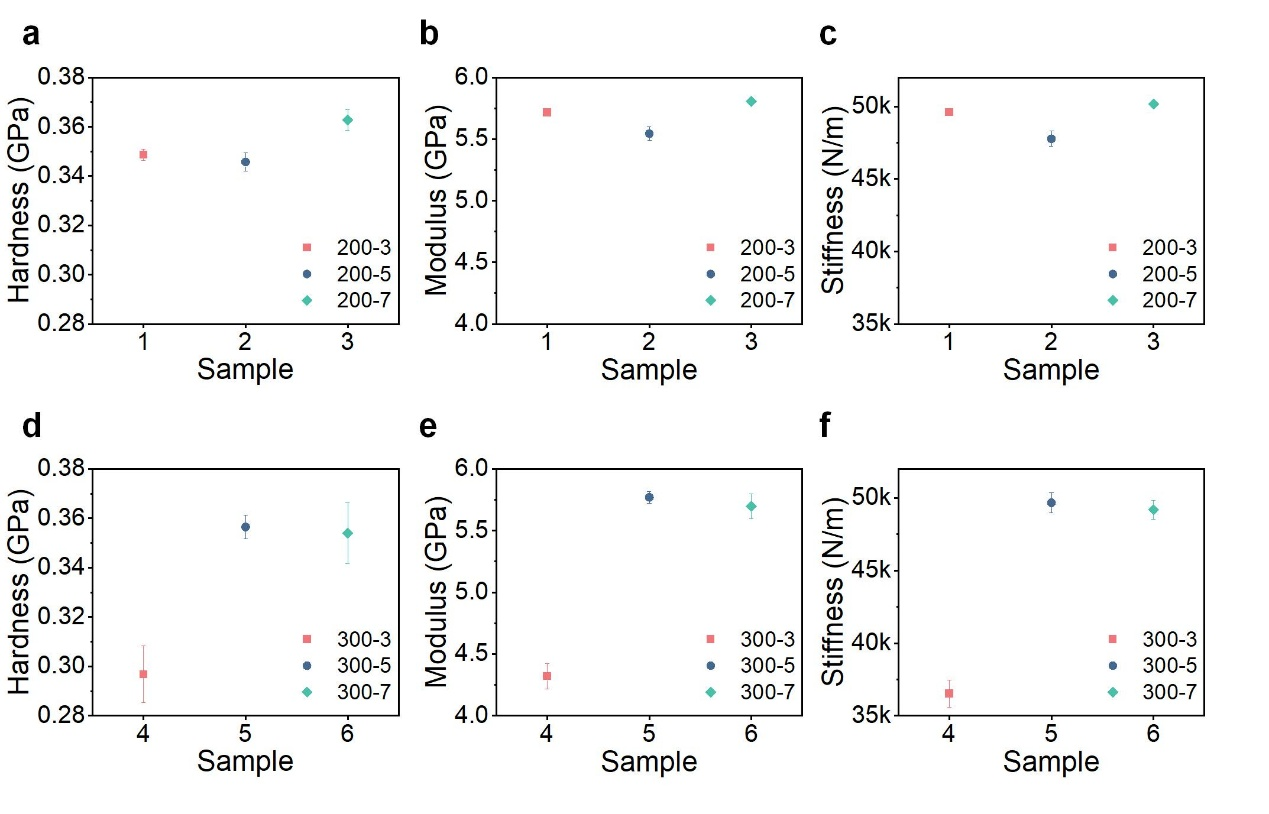 a
b
c
0.38
0.36
0.34
0.32
0.30
0.28
Hardness (GPa)
200-3
200-5
200-7
1 2 3
Sample
6.0
5.5
5.0
4.5
4.0
Modulus (GPa)
200-3
200-5
200-7
1 2 3
Sample
50k
45k
40k
35k
Stiffness (N/m)
200-3
200-5
200-7
1 2 3
Sample
d
e
f
0.38
0.36
0.34
0.32
0.30
0.28
Hardness (GPa)
300-3
300-5
300-7
4 5 6
Sample
6.0
5.5
5.0
4.5
4.0
Modulus (GPa)
300-3
300-5
300-7
4 5 6
Sample
50k
45k
40k
35k
Stiffness (N/m)
300-3
300-5
300-7
4 5 6
Sample